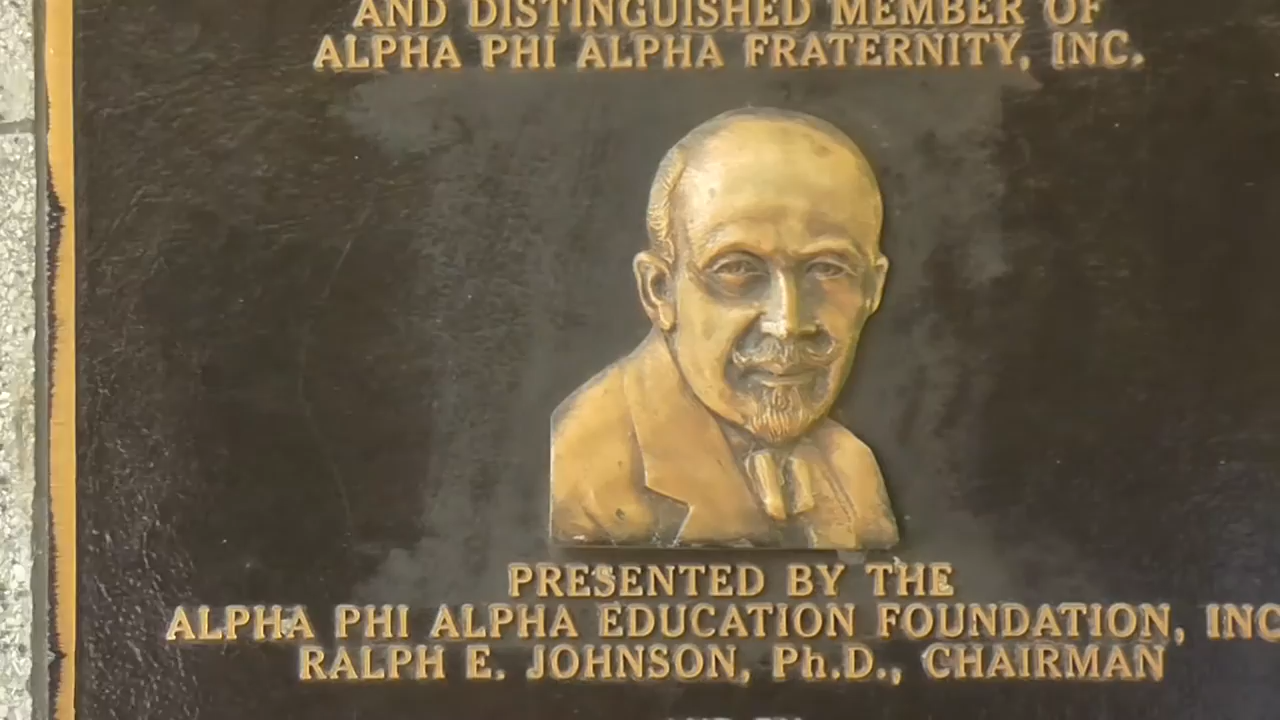 AND DISTINGUISHED MEMBER OF
ALPHA PHI ALPHA FRATERNITY, INC.
PRESENTED BY THE
ALPHA PHI ALPHA EDUCATION FOUNDATION, INC
RALPH E. JOHNSON, Ph.D., CHAIRMAN